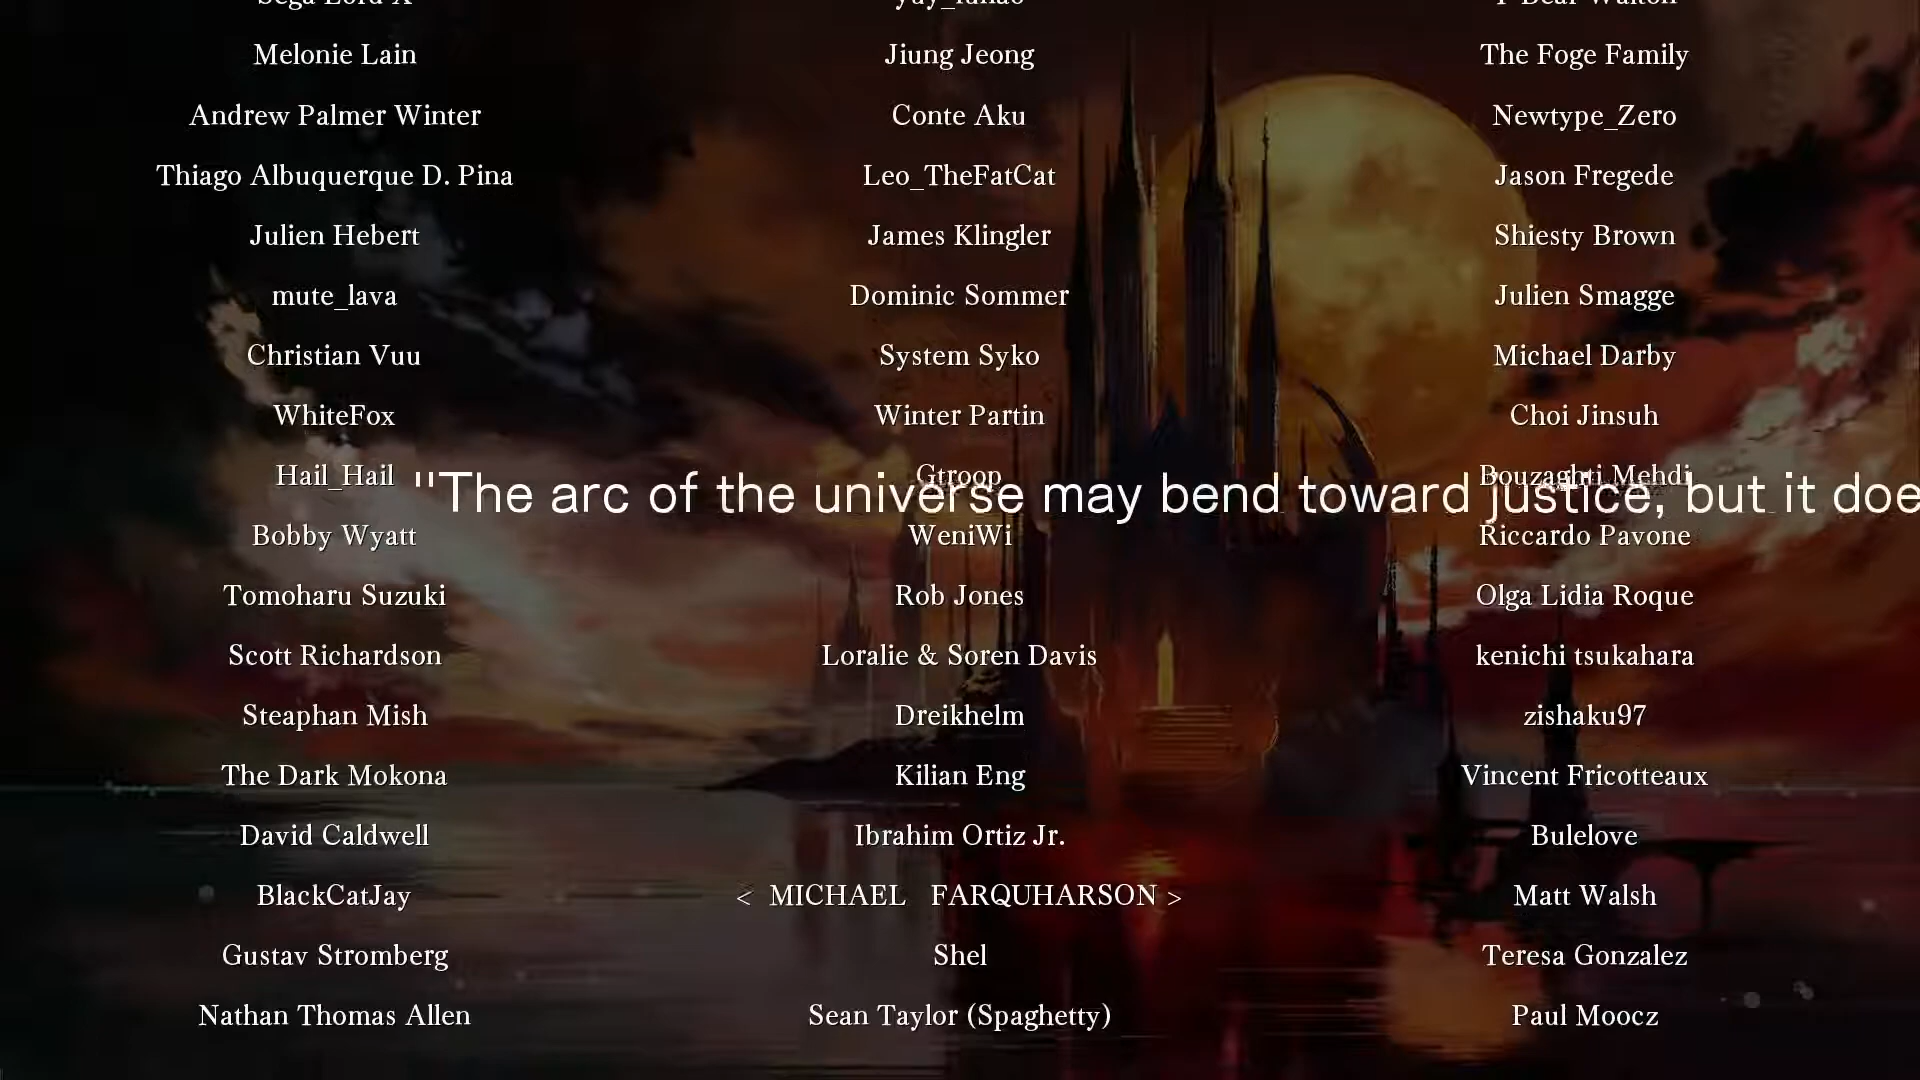 Melonie Lain
Jiung Jeong
The Foge Family
Andrew Palmer Winter
Conte Aku
Newtype_Zero
Thiago Albuquerque D. Pina
Leo_TheFatCat
Jason Fregede
Julien Hebert
James Klingler
Shiesty Brown
mute_lava
Dominic Sommer
Julien Smagge
Christian Vuu
System Syko
Michael Darby
WhiteFox
Winter Partin
Choi Jinsuh
Hail_Hail
Gtroop
Bouzaghti Mehdi
"The arc of the universe may bend toward justice, but it doe
Bobby Wyatt
WeniWi
Riccardo Pavone
Tomoharu Suzuki
Rob Jones
Olga Lidia Roque
Scott Richardson
Loralie & Soren Davis
kenichi tsukahara
Steaphan Mish
Dreikhelm
zishaku97
The Dark Mokona
Kilian Eng
Vincent Fricotteaux
David Caldwell
Ibrahim Ortiz Jr.
Bulelove
BlackCatJay
< MICHAEL FARQUHARSON >
Matt Walsh
Gustav Stromberg
Shel
Teresa Gonzalez
Nathan Thomas Allen
Sean Taylor (Spaghetty)
Paul Moocz